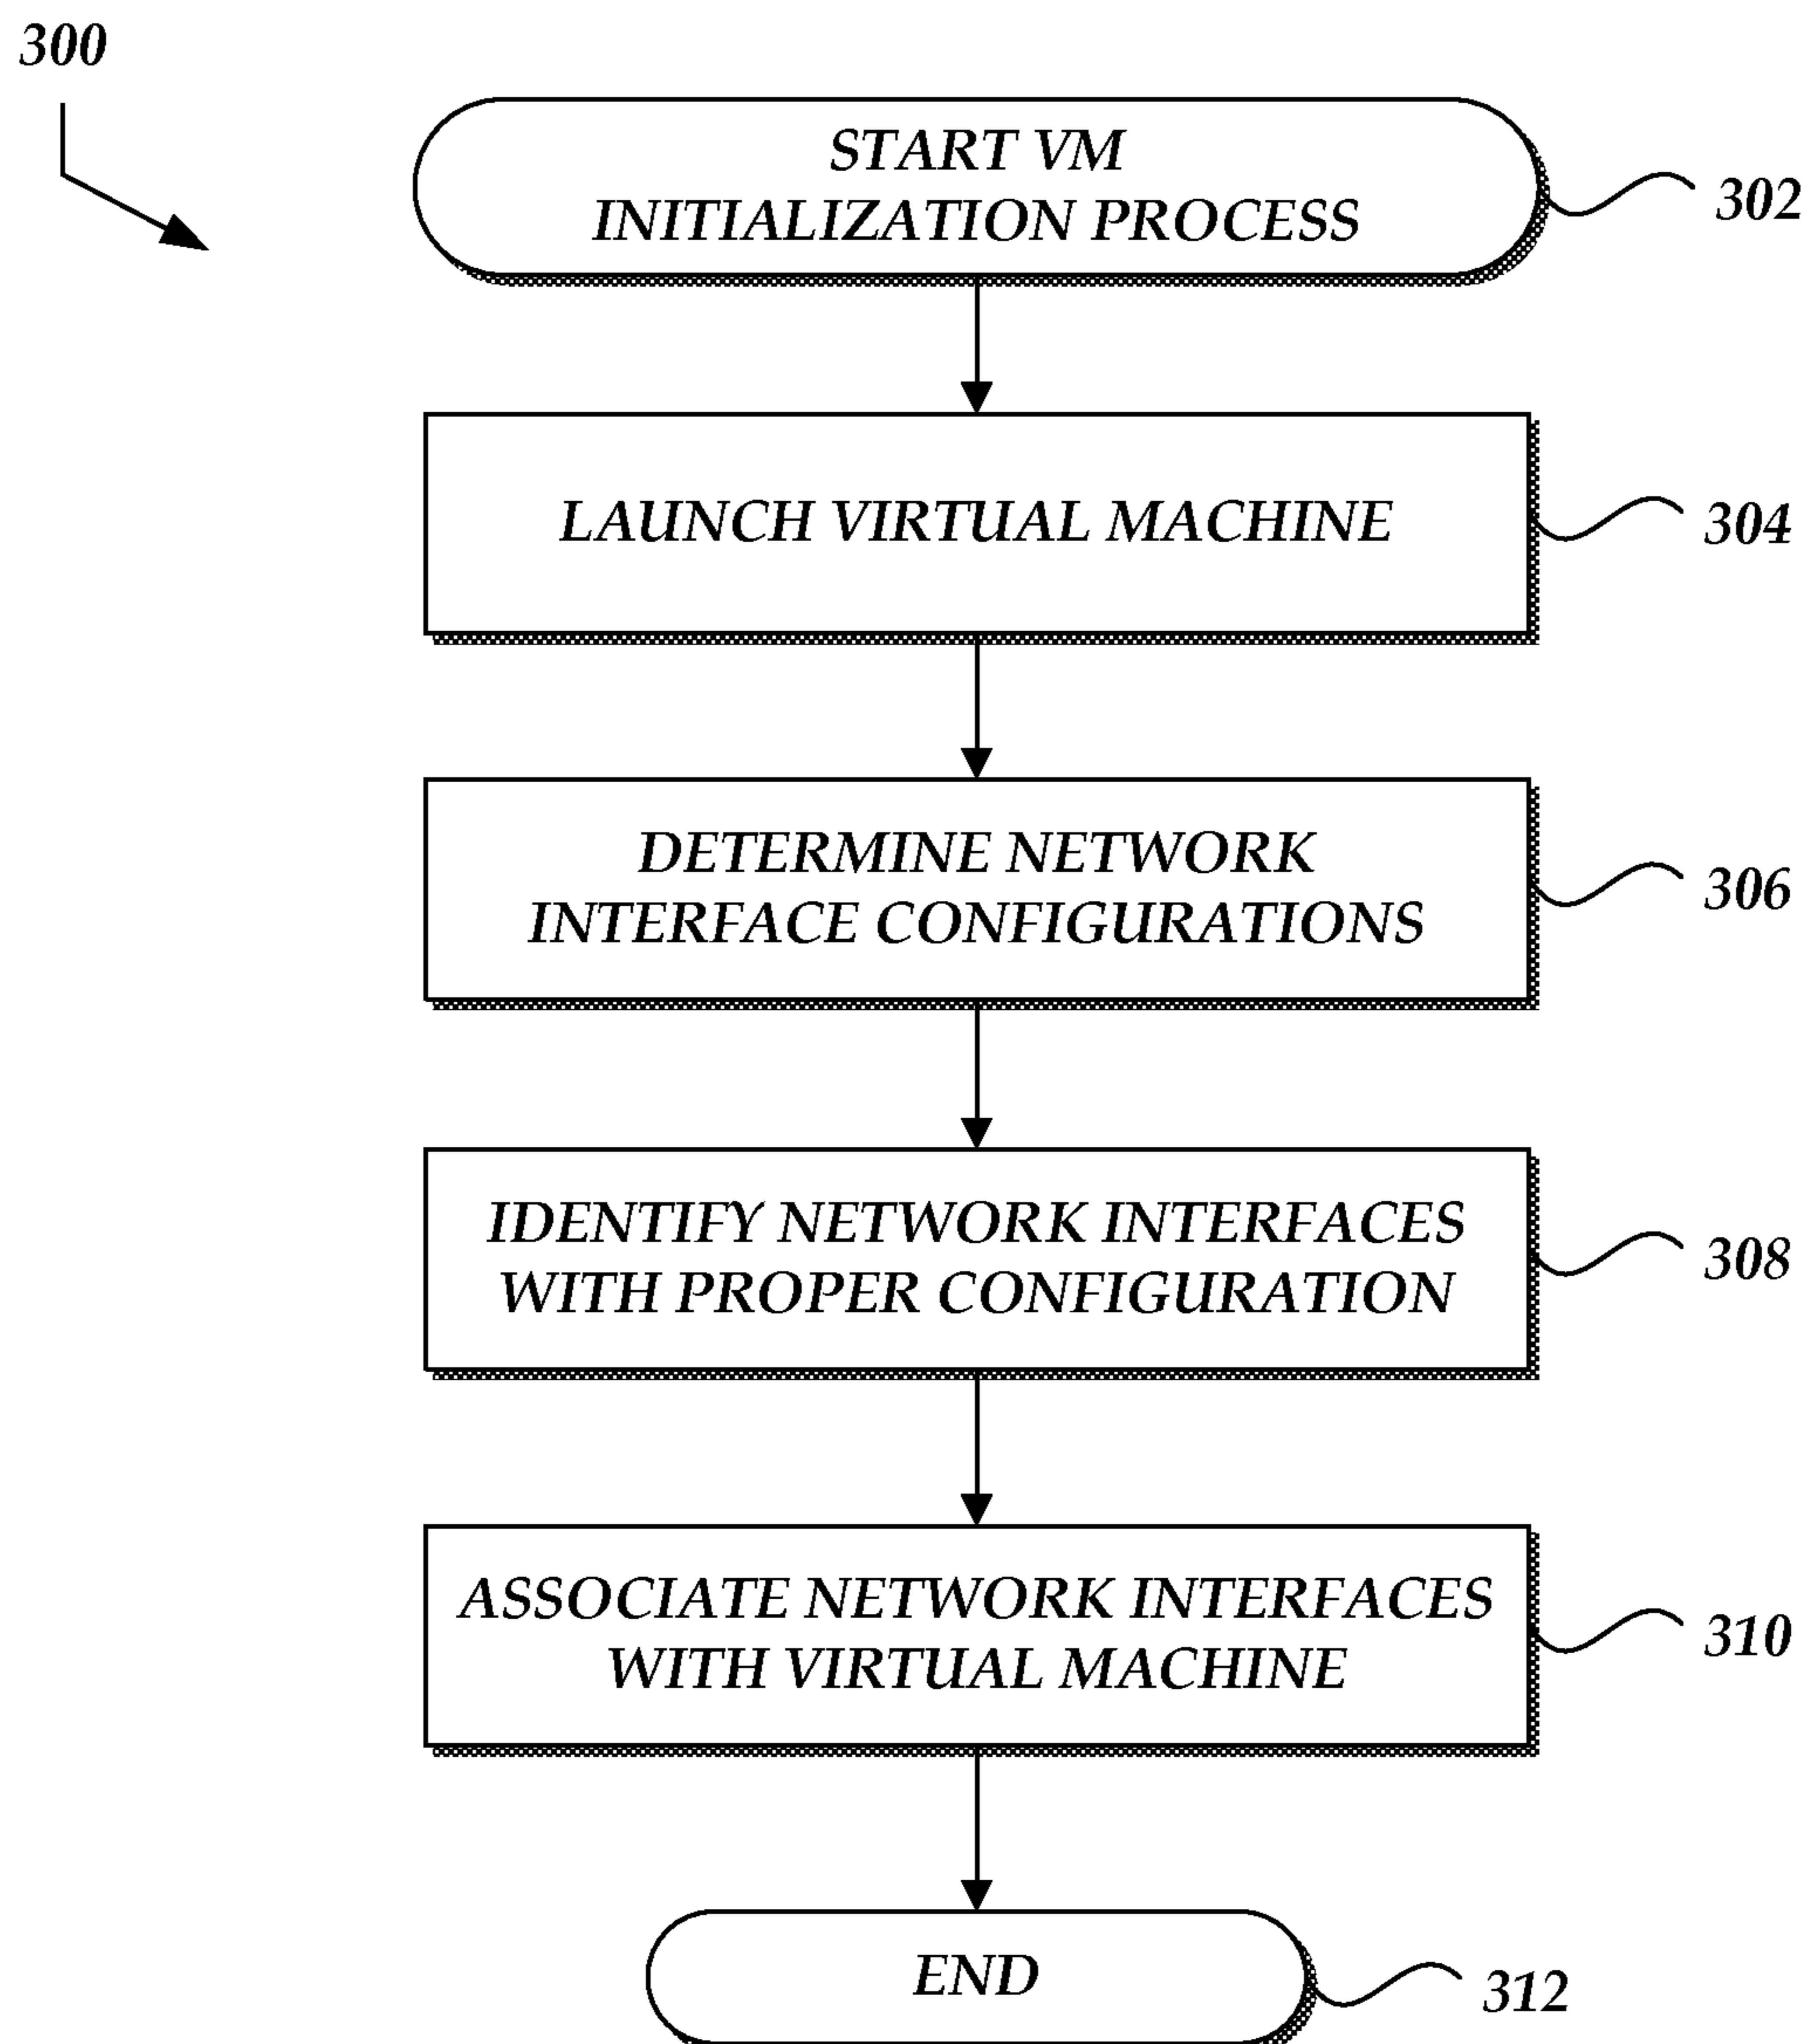 300
START VM
INITIALIZATION PROCESS
302
LAUNCH VIRTUAL MACHINE
304
DETERMINE NETWORK
INTERFACE CONFIGURATIONS
306
IDENTIFY NETWORK INTERFACES
WITH PROPER CONFIGURATION
308
ASSOCIATE NETWORK INTERFACES
WITH VIRTUAL MACHINE
310
END
312